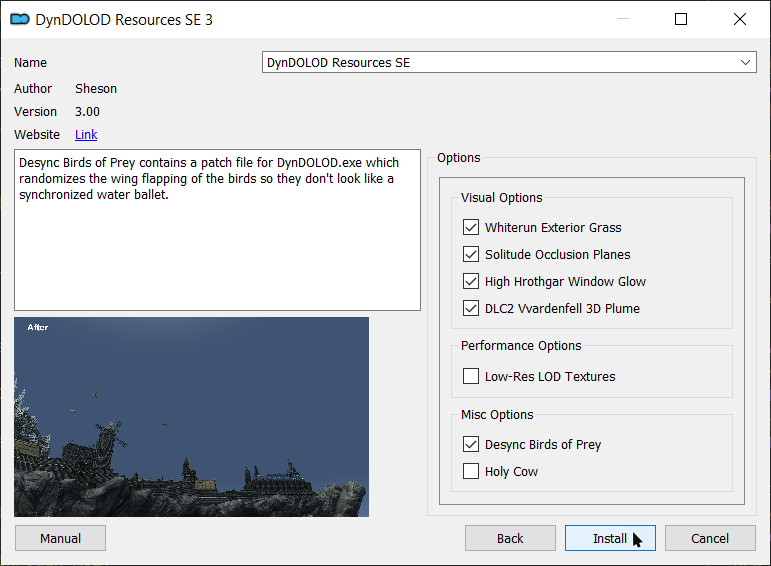 DynDOLOD Resources SE 3
Name
DynDOLOD Resources SE
Author Sheson
Version 3.00
Website Link
Desync Birds of Prey contains a patch file for DynDOLOD.exe which
randomizes the wing flapping of the birds so they don't look like a
synchronized water ballet.
After
Options
Visual Options
Whiterun Exterior Grass
Solitude Occlusion Planes
High Hrothgar Window Glow
DLC2 Vvardenfell 3D Plume
Performance Options
Low-Res LOD Textures
Misc Options
Desync Birds of Prey
Holy Cow
Manual
Back
Install
Cancel